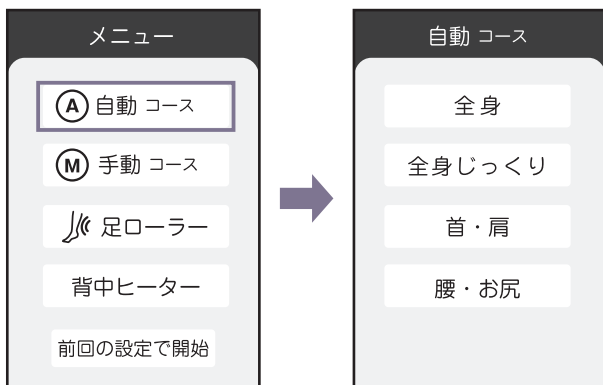 メニュー
A 自動 コース
M 手動 コース
足ローラー
背中ヒーター
前回の設定で開始
自動 コース
全身
全身じっくり
首・肩
腰・お尻